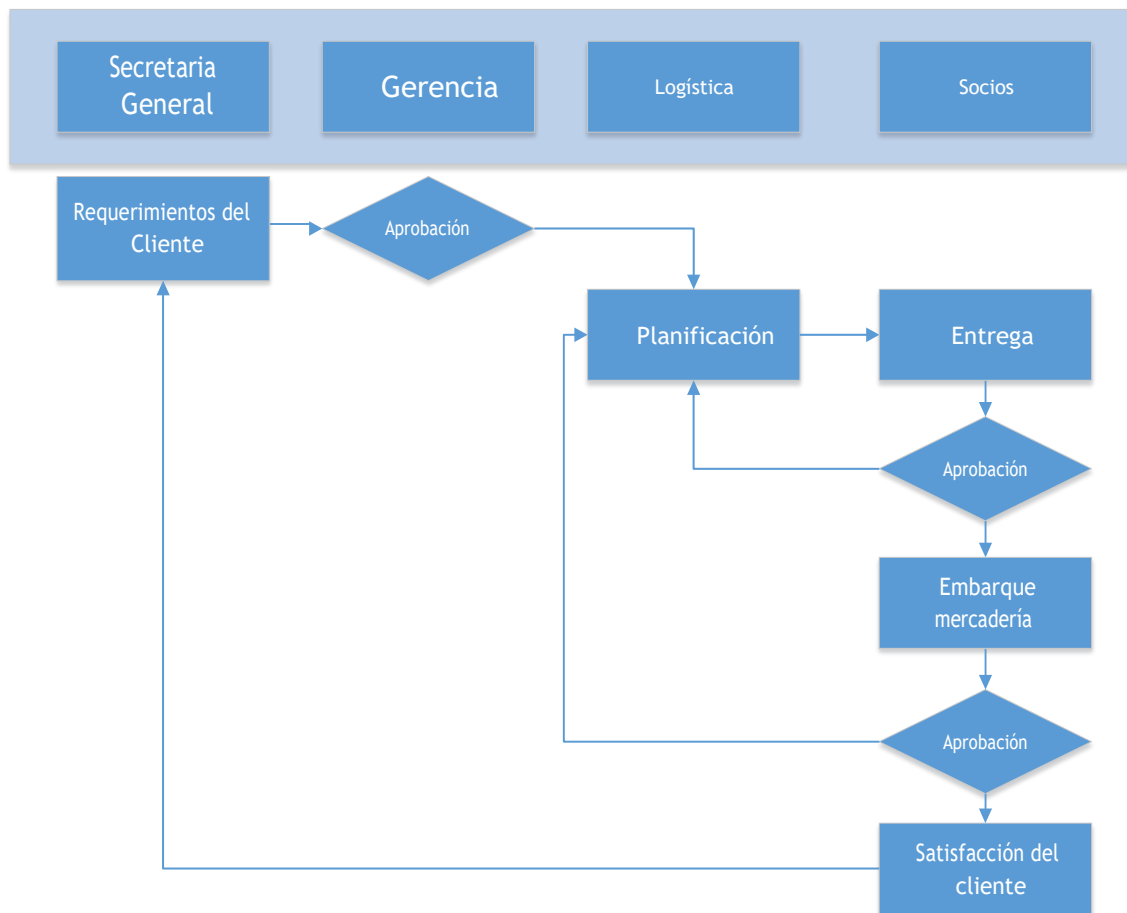 Secretaria
General
Gerencia
Logística
Socios
Requerimientos del
Cliente
Aprobación
Planificación
Entrega
Aprobación
Embarque
mercadería
Aprobación
Satisfacción del
cliente